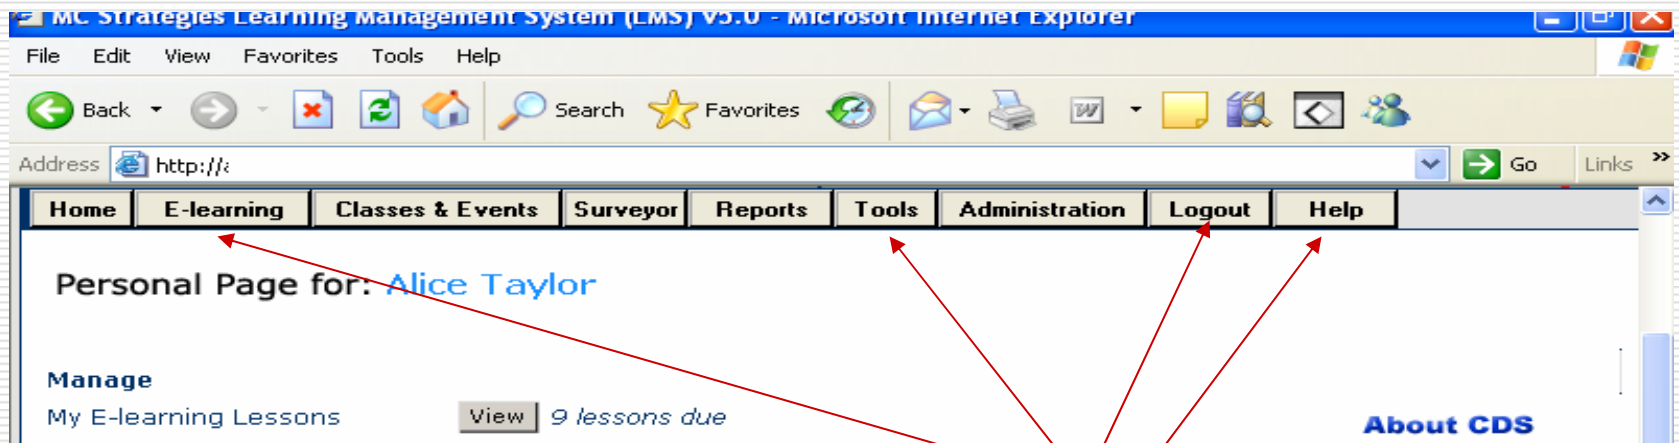 MC Strategies Learning Management System (LMS) v5.0 - Microsoft Internet Explorer
File Edit View Favorites Tools Help
Back Search Favorites
Address http:// Go Links »
Home E-learning Classes & Events Surveyor Reports Tools Administration Logout Help
Personal Page for: Alice Taylor
Manage
My E-learning Lessons View 9 lessons due
About CDS